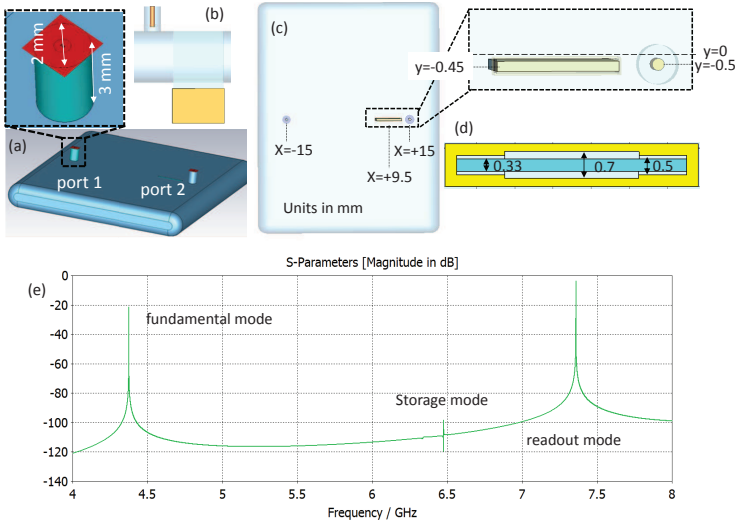 2 mm
3 mm
(a)
port 1
port 2
(b)
(c)
y=-0.45
y=0
y=-0.5
X=-15
X=+15
X=+9.5
Units in mm
(d)
0.33
0.7
0.5
S-Parameters [Magnitude in dB]
(e)
fundamental mode
Storage mode
readout mode
0
-20
-40
-60
-80
-100
-120
-140
4
4.5
5
5.5
6
6.5
7
7.5
8
Frequency / GHz